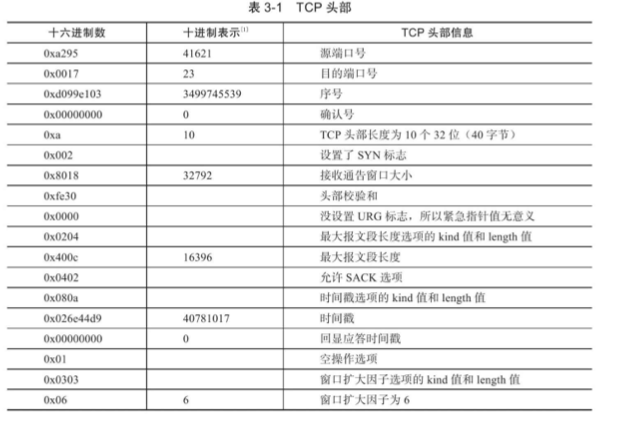 表 3-1 TCP 头部
十六进制数 十进制表示[1] TCP 头部信息
0xa295 41621 源端口号
0x0017 23 目的端口号
0xd099e103 3499745539 序号
0x00000000 0 确认号
0xa 10 TCP 头部长度为 10 个 32 位（40 字节）
0x002 设置了 SYN 标志
0x8018 32792 接收通告窗口大小
0xfe30 头部校验和
0x0000 没设置 URG 标志，所以紧急指针值无意义
0x0204 最大报文段长度选项的 kind 值和 length 值
0x400c 16396 最大报文段长度
0x0402 允许 SACK 选项
0x080a 时间戳选项的 kind 值和 length 值
0x026e44d9 40781017 时间戳
0x00000000 0 回显应答时间戳
0x01 空操作选项
0x0303 窗口扩大因子选项的 kind 值和 length 值
0x06 6 窗口扩大因子为 6